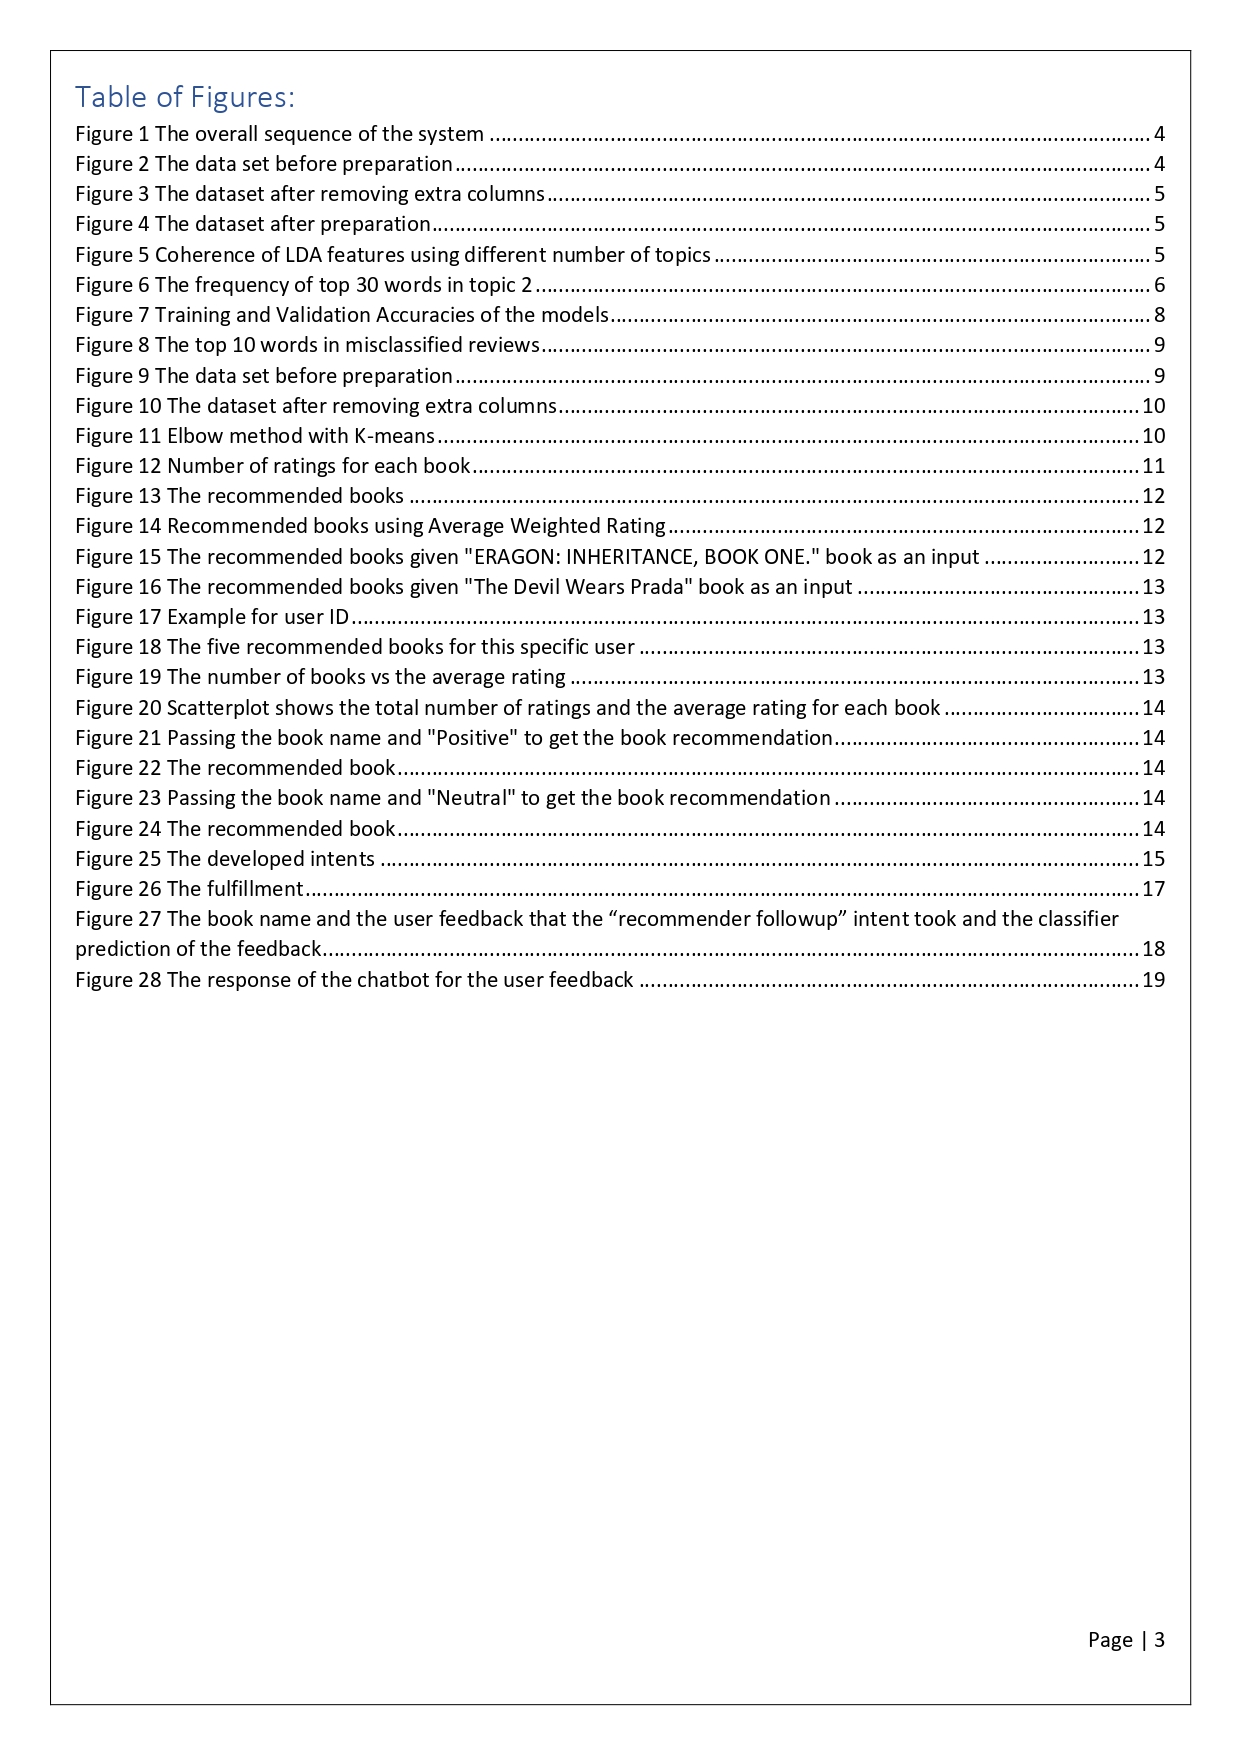 Table of Figures:
Figure 1 The overall sequence of the system ........ 4
Figure 2 The data set before preparation ........ 4
Figure 3 The dataset after removing extra columns ........ 5
Figure 4 The dataset after preparation ........ 5
Figure 5 Coherence of LDA features using different number of topics ........ 5
Figure 6 The frequency of top 30 words in topic 2 ........ 6
Figure 7 Training and Validation Accuracies of the models ........ 8
Figure 8 The top 10 words in misclassified reviews ........ 9
Figure 9 The data set before preparation ........ 9
Figure 10 The dataset after removing extra columns ........ 10
Figure 11 Elbow method with K-means ........ 10
Figure 12 Number of ratings for each book ........ 11
Figure 13 The recommended books ........ 12
Figure 14 Recommended books using Average Weighted Rating ........ 12
Figure 15 The recommended books given "ERAGON: INHERITANCE, BOOK ONE." book as an input ........ 12
Figure 16 The recommended books given "The Devil Wears Prada" book as an input ........ 13
Figure 17 Example for user ID ........ 13
Figure 18 The five recommended books for this specific user ........ 13
Figure 19 The number of books vs the average rating ........ 13
Figure 20 Scatterplot shows the total number of ratings and the average rating for each book ........ 14
Figure 21 Passing the book name and "Positive" to get the book recommendation ........ 14
Figure 22 The recommended book ........ 14
Figure 23 Passing the book name and "Neutral" to get the book recommendation ........ 14
Figure 24 The recommended book ........ 14
Figure 25 The developed intents ........ 15
Figure 26 The fulfillment ........ 17
Figure 27 The book name and the user feedback that the “recommender followup” intent took and the classifier
prediction of the feedback ........ 18
Figure 28 The response of the chatbot for the user feedback ........ 19
Page | 3